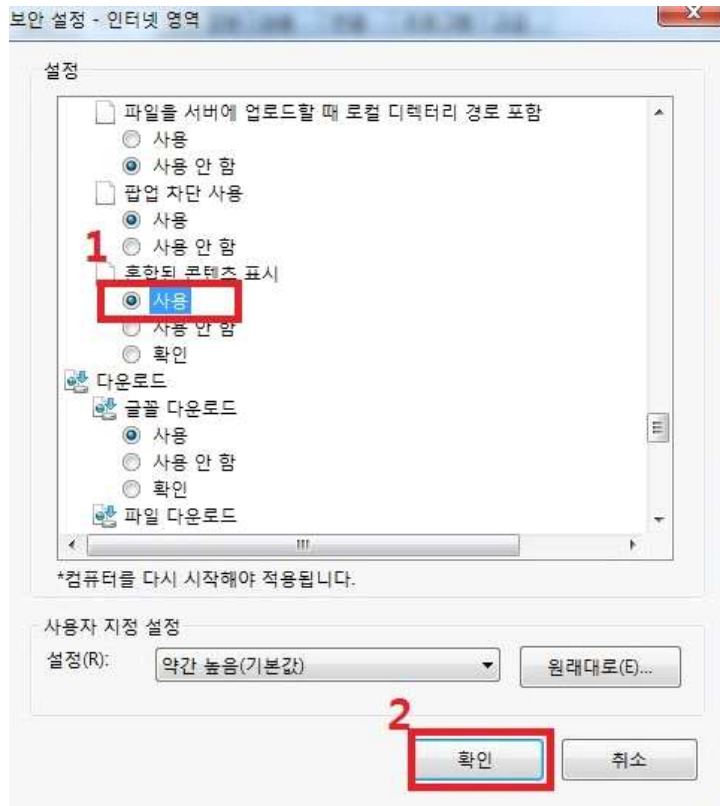 보안 설정 - 인터넷 영역
설정
파일을 서버에 업로드할 때 로컬 디렉터리 경로 포함
사용
사용 안 함
팝업 차단 사용
사용
1
사용 안 함
혼합된 콘텐츠 표시
사용
사용 안 함
확인
다운로드
글꼴 다운로드
사용
사용 안 함
확인
파일 다운로드
*컴퓨터를 다시 시작해야 적용됩니다.
사용자 지정 설정
설정(R): 약간 높음(기본값) 원래대로(E)...
2
확인 취소